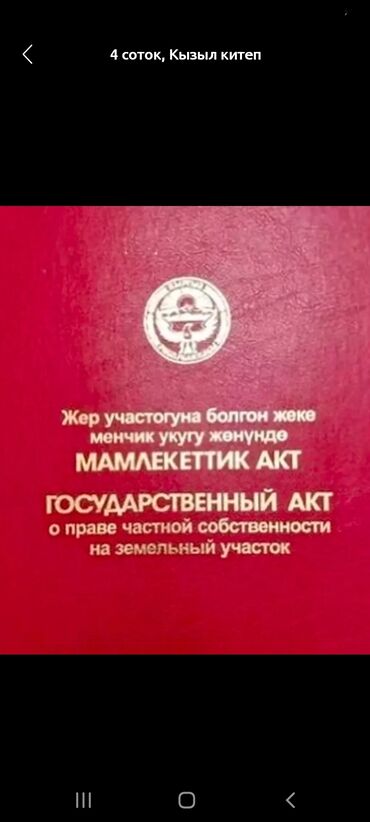 4 соток, Кызыл китеп
Жер участогуна болгон жеке
менчик укугу жөнүндө
МАМЛЕКЕТТИК АКТ
ГОСУДАРСТВЕННЫЙ АКТ
о праве частной собственности
на земельный участок